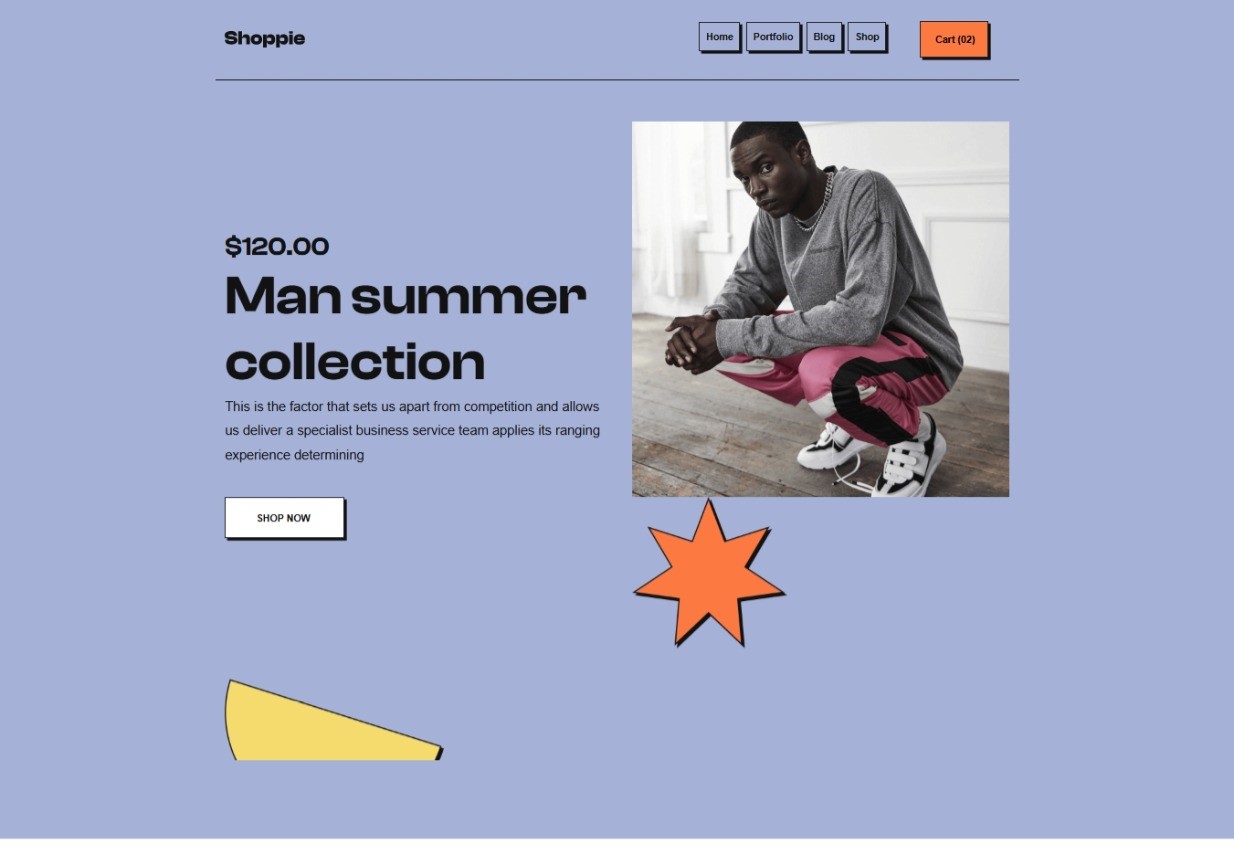 Shoppie
Home
Portfolio
Blog
Shop
Cart (02)
$120.00
Man summer
collection
This is the factor that sets us apart from competition and allows
us deliver a specialist business service team applies its ranging
experience determining
SHOP NOW